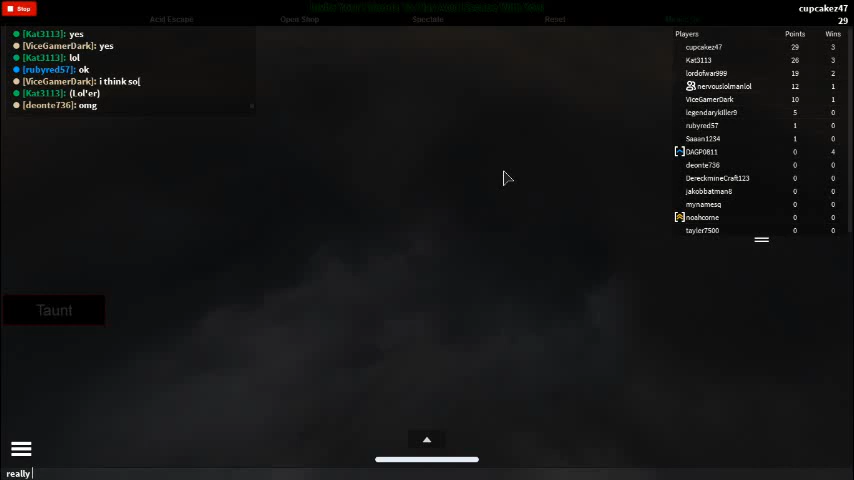 Stop
cupcakez47
29
Acid Escape Open Shop Spectate Reset
[Kat3113]: yes
[ViceGamerDark]: yes
[Kat3113]: lol
[rubyred57]: ok
[ViceGamerDark]: i think so[
[Kat3113]: (Lol'er)
[deonte736]: omg
Players Points Wins
cupcakez47 29 3
Kat3113 26 3
lordofwar999 19 2
nervouslolmanlol 12 1
ViceGamerDark 10 1
legendarykiller9 5 0
rubyred57 1 0
Saaan1234 1 0
DAGP0811 0 4
deonte736 0 0
DereckmineCraft123 0 0
jakobbatman8 0 0
mynamesq 0 0
noahcorne 0 0
tayler7500 0 0
Taunt
really